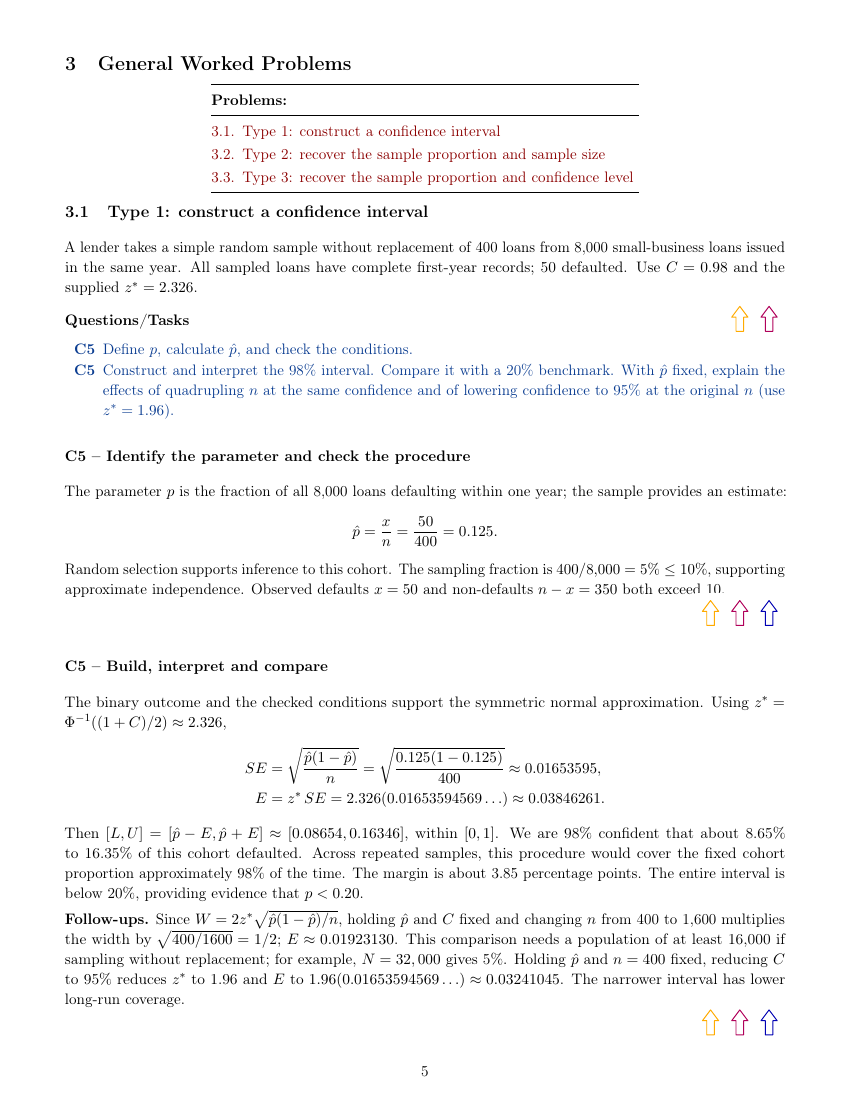 3 General Worked Problems
Problems:
3.1. Type 1: construct a confidence interval
3.2. Type 2: recover the sample proportion and sample size
3.3. Type 3: recover the sample proportion and confidence level
3.1 Type 1: construct a confidence interval
A lender takes a simple random sample without replacement of 400 loans from 8,000 small-business loans issued
in the same year. All sampled loans have complete first-year records; 50 defaulted. Use C = 0.98 and the
supplied z* = 2.326.
Questions/Tasks
C5 Define p, calculate p̂, and check the conditions.
C5 Construct and interpret the 98% interval. Compare it with a 20% benchmark. With p̂ fixed, explain the
effects of quadrupling n at the same confidence and of lowering confidence to 95% at the original n (use
z* = 1.96).
C5 – Identify the parameter and check the procedure
The parameter p is the fraction of all 8,000 loans defaulting within one year; the sample provides an estimate:
p̂ = x/n = 50/400 = 0.125.
Random selection supports inference to this cohort. The sampling fraction is 400/8,000 = 5% ≤ 10%, supporting
approximate independence. Observed defaults x = 50 and non-defaults n − x = 350 both exceed 10.
C5 – Build, interpret and compare
The binary outcome and the checked conditions support the symmetric normal approximation. Using z* =
Φ⁻¹((1 + C)/2) ≈ 2.326,
SE = √(p̂(1 − p̂)/n) = √(0.125(1 − 0.125)/400) ≈ 0.01653595,
E = z* SE = 2.326(0.01653594569 . . .) ≈ 0.03846261.
Then [L, U] = [p̂ − E, p̂ + E] ≈ [0.08654, 0.16346], within [0, 1]. We are 98% confident that about 8.65%
to 16.35% of this cohort defaulted. Across repeated samples, this procedure would cover the fixed cohort
proportion approximately 98% of the time. The margin is about 3.85 percentage points. The entire interval is
below 20%, providing evidence that p < 0.20.
Follow-ups. Since W = 2z*√(p̂(1 − p̂)/n), holding p̂ and C fixed and changing n from 400 to 1,600 multiplies
the width by √(400/1600) = 1/2; E ≈ 0.01923130. This comparison needs a population of at least 16,000 if
sampling without replacement; for example, N = 32,000 gives 5%. Holding p̂ and n = 400 fixed, reducing C
to 95% reduces z* to 1.96 and E to 1.96(0.01653594569 . . .) ≈ 0.03241045. The narrower interval has lower
long-run coverage.
5